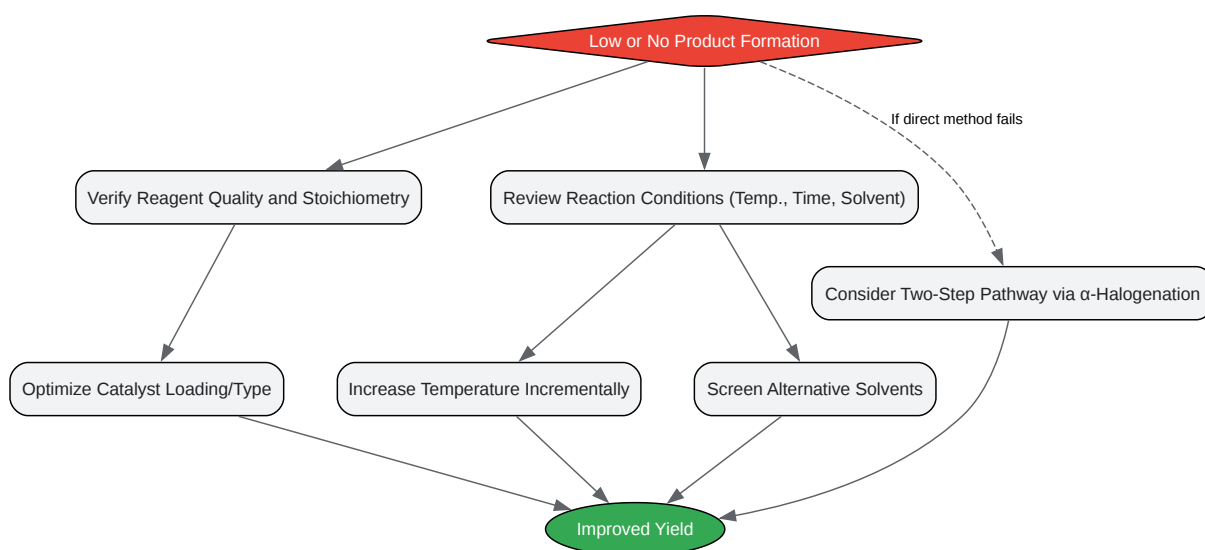 Low or No Product Formation
If direct method fails
Verify Reagent Quality and Stoichiometry
Review Reaction Conditions (Temp., Time, Solvent)
Consider Two-Step Pathway via α-Halogenation
Optimize Catalyst Loading/Type
Increase Temperature Incrementally
Screen Alternative Solvents
Improved Yield